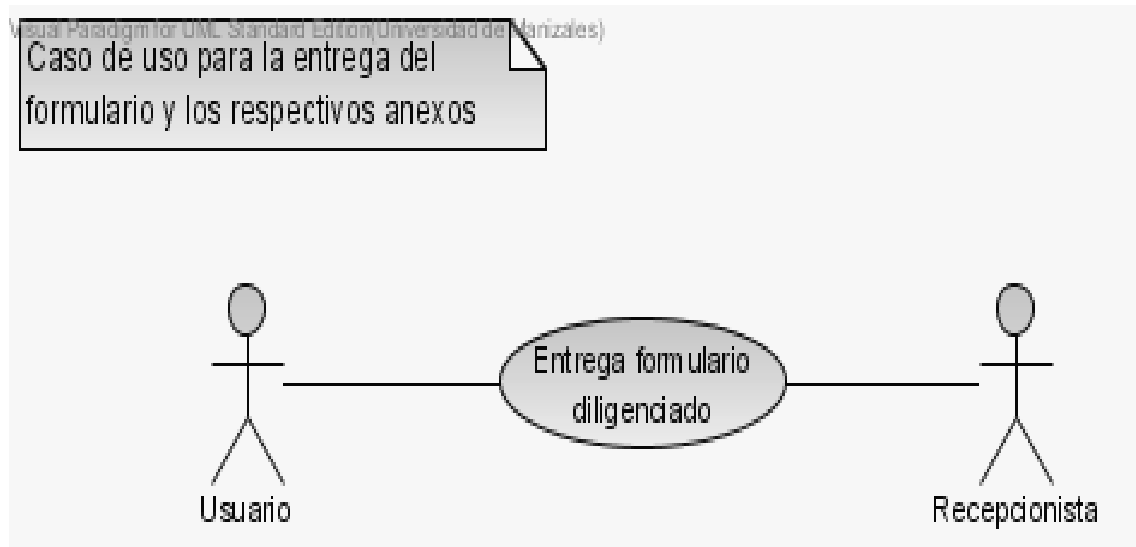 Visual Paradigm for UML Standard Edition(Universidad de Manizales)
Caso de uso para la entrega del
formulario y los respectivos anexos
Entrega formulario
diligenciado
Usuario
Recepcionista